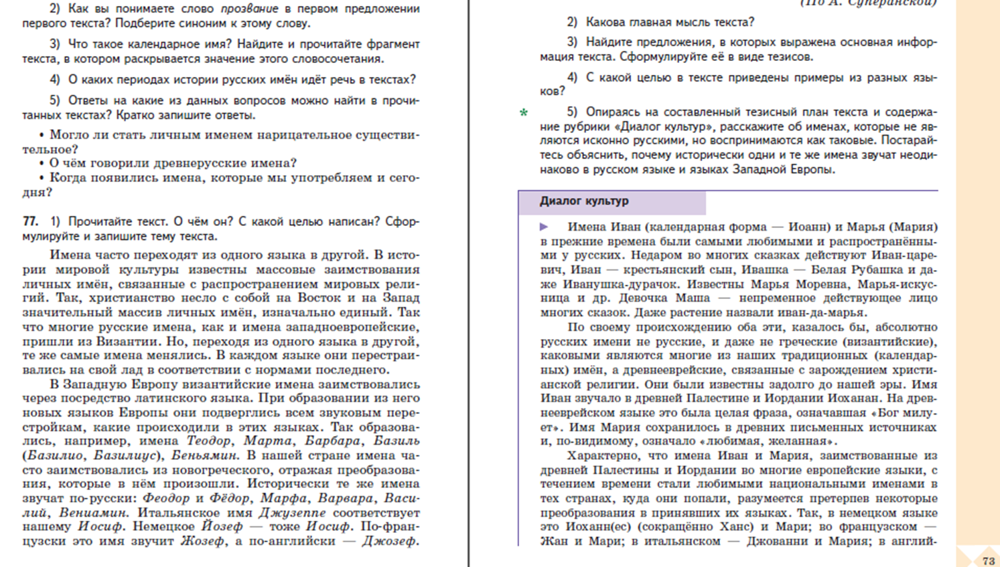 2) Как вы понимаете слово прозвание в первом предложении
первого текста? Подберите синоним к этому слову.
3) Что такое календарное имя? Найдите и прочитайте фрагмент
текста, в котором раскрывается значение этого словосочетания.
4) О каких периодах истории русских имён идёт речь в текстах?
5) Ответы на какие из данных вопросов можно найти в прочи-
танных текстах? Кратко запишите ответы.
• Могло ли стать личным именем нарицательное существи-
тельное?
• О чём говорили древнерусские имена?
• Когда появились имена, которые мы употребляем и сего-
дня?
77. 1) Прочитайте текст. О чём он? С какой целью написан? Сфор-
мулируйте и запишите тему текста.
Имена часто переходят из одного языка в другой. В исто-
рии мировой культуры известны массовые заимствования
личных имён, связанные с распространением мировых рели-
гий. Так, христианство несло с собой на Восток и на Запад
значительный массив личных имён, изначально единый. Так
что многие русские имена, как и имена западноевропейские,
пришли из Византии. Но, переходя из одного языка в другой,
те же самые имена менялись. В каждом языке они перестраи-
вались на свой лад в соответствии с нормами последнего.
В Западную Европу византийские имена заимствовались
через посредство латинского языка. При образовании из него
новых языков Европы они подверглись всем звуковым пере-
стройкам, какие происходили в этих языках. Так образова-
лись, например, имена Теодор, Марта, Барбара, Базиль
(Базилио, Базилиус), Беньямин. В нашей стране имена ча-
сто заимствовались из новогреческого, отражая преобразова-
ния, которые в нём произошли. Исторически те же имена
звучат по-русски: Феодор и Фёдор, Марфа, Варвара, Васи-
лий, Вениамин. Итальянское имя Джузеппе соответствует
нашему Иосиф. Немецкое Йозеф — тоже Иосиф. По-фран-
цузски это имя звучит Жозеф, а по-английски — Джозеф.
(По А. Суперанской)
2) Какова главная мысль текста?
3) Найдите предложения, в которых выражена основная инфор-
мация текста. Сформулируйте её в виде тезисов.
4) С какой целью в тексте приведены примеры из разных язы-
ков?
* 5) Опираясь на составленный тезисный план текста и содержа-
ние рубрики «Диалог культур», расскажите об именах, которые не яв-
ляются исконно русскими, но воспринимаются как таковые. Постарай-
тесь объяснить, почему исторически одни и те же имена звучат неоди-
наково в русском языке и языках Западной Европы.
Диалог культур
Имена Иван (календарная форма — Иоанн) и Марья (Мария)
в прежние времена были самыми любимыми и распространённы-
ми у русских. Недаром во многих сказках действуют Иван-царе-
вич, Иван — крестьянский сын, Ивашка — Белая Рубашка и да-
же Иванушка-дурачок. Известны Марья Моревна, Марья-искус-
ница и др. Девочка Маша — непременное действующее лицо
многих сказок. Даже растение назвали иван-да-марья.
По своему происхождению оба эти, казалось бы, абсолютно
русских имени не русские, и даже не греческие (византийские),
каковыми являются многие из наших традиционных (календар-
ных) имён, а древнееврейские, связанные с зарождением христи-
анской религии. Они были известны задолго до нашей эры. Имя
Иван звучало в древней Палестине и Иордании Иоханан. На древ-
нееврейском языке это была целая фраза, означавшая «Бог милу-
ет». Имя Мария сохранилось в древних письменных источниках
и, по-видимому, означало «любимая, желанная».
Характерно, что имена Иван и Мария, заимствованные из
древней Палестины и Иордании во многие европейские языки, с
течением времени стали любимыми национальными именами в
тех странах, куда они попали, разумеется претерпев некоторые
преобразования в принявших их языках. Так, в немецком языке
это Иоханн(ес) (сокращённо Ханс) и Мари; во французском —
Жан и Мари; в итальянском — Джованни и Мария; в англий-
73